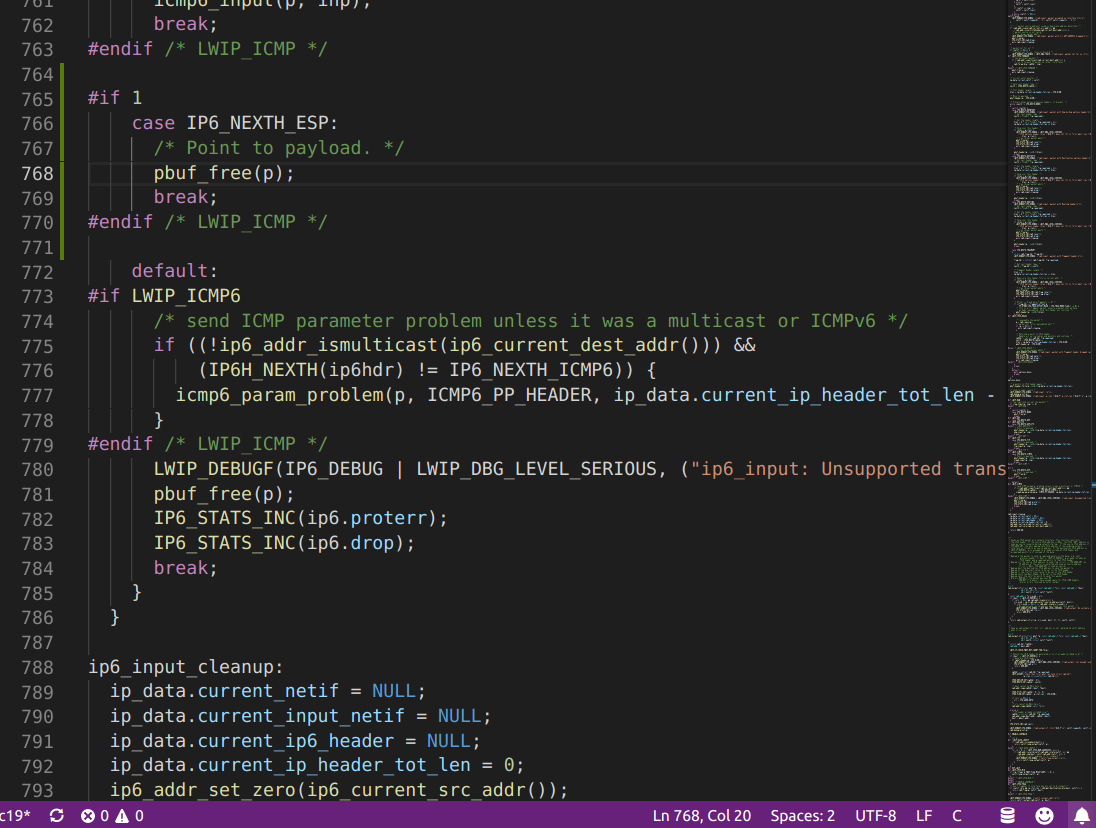 761 icmp6_input(p, inp);
762 break;
763 #endif /* LWIP_ICMP */
764
765 #if 1
766 case IP6_NEXTH_ESP:
767 /* Point to payload. */
768 pbuf_free(p);
769 break;
770 #endif /* LWIP_ICMP */
771
772 default:
773 #if LWIP_ICMP6
774 /* send ICMP parameter problem unless it was a multicast or ICMPv6 */
775 if ((!ip6_addr_ismulticast(ip6_current_dest_addr())) &&
776 (IP6H_NEXTH(ip6hdr) != IP6_NEXTH_ICMP6)) {
777 icmp6_param_problem(p, ICMP6_PP_HEADER, ip_data.current_ip_header_tot_len -
778 }
779 #endif /* LWIP_ICMP */
780 LWIP_DEBUGF(IP6_DEBUG | LWIP_DBG_LEVEL_SERIOUS, ("ip6_input: Unsupported trans
781 pbuf_free(p);
782 IP6_STATS_INC(ip6.proterr);
783 IP6_STATS_INC(ip6.drop);
784 break;
785 }
786 }
787
788 ip6_input_cleanup:
789 ip_data.current_netif = NULL;
790 ip_data.current_input_netif = NULL;
791 ip_data.current_ip6_header = NULL;
792 ip_data.current_ip_header_tot_len = 0;
793 ip6_addr_set_zero(ip6_current_src_addr());
c19* 0 0 Ln 768, Col 20 Spaces: 2 UTF-8 LF C